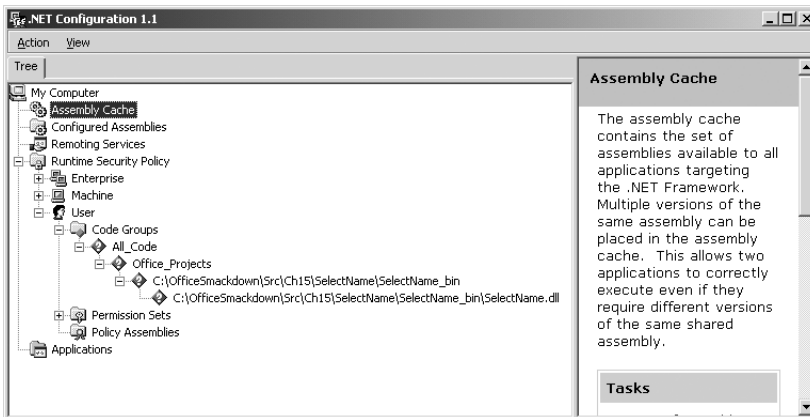 .NET Configuration 1.1
Action View
Tree
My Computer
Assembly Cache
Configured Assemblies
Remoting Services
Runtime Security Policy
Enterprise
Machine
User
Code Groups
All_Code
Office_Projects
C:\OfficeSmackdown\Src\Ch15\SelectName\SelectName_bin
C:\OfficeSmackdown\Src\Ch15\SelectName\SelectName_bin\SelectName.dll
Permission Sets
Policy Assemblies
Applications
Assembly Cache
The assembly cache
contains the set of
assemblies available to all
applications targeting
the .NET Framework.
Multiple versions of the
same assembly can be
placed in the assembly
cache. This allows two
applications to correctly
execute even if they
require different versions
of the same shared
assembly.
Tasks